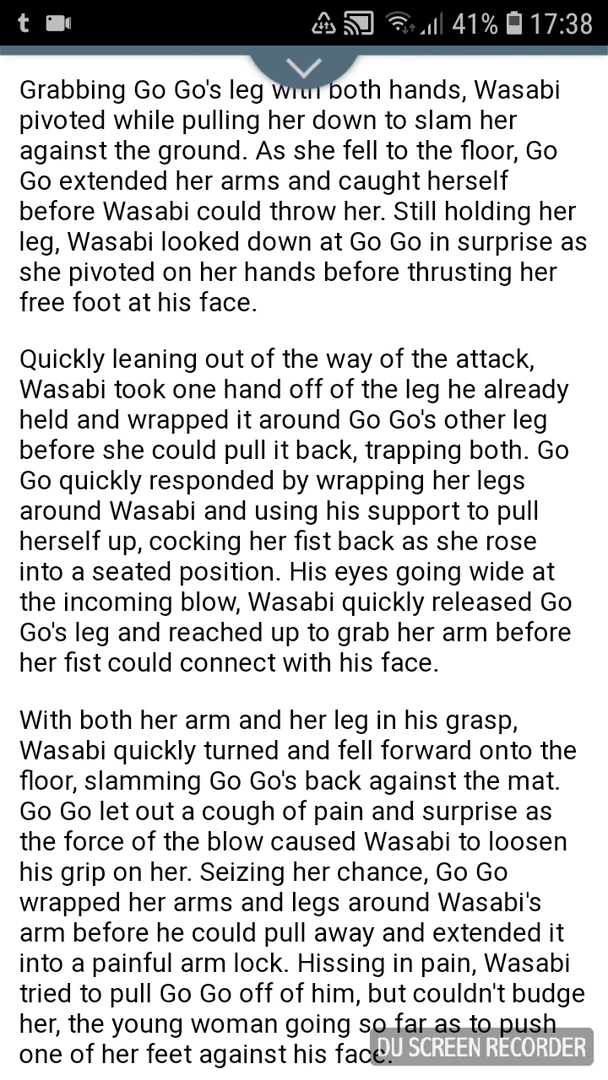 t 41% 17:38
Grabbing Go Go's leg with both hands, Wasabi
pivoted while pulling her down to slam her
against the ground. As she fell to the floor, Go
Go extended her arms and caught herself
before Wasabi could throw her. Still holding her
leg, Wasabi looked down at Go Go in surprise as
she pivoted on her hands before thrusting her
free foot at his face.
Quickly leaning out of the way of the attack,
Wasabi took one hand off of the leg he already
held and wrapped it around Go Go's other leg
before she could pull it back, trapping both. Go
Go quickly responded by wrapping her legs
around Wasabi and using his support to pull
herself up, cocking her fist back as she rose
into a seated position. His eyes going wide at
the incoming blow, Wasabi quickly released Go
Go's leg and reached up to grab her arm before
her fist could connect with his face.
With both her arm and her leg in his grasp,
Wasabi quickly turned and fell forward onto the
floor, slamming Go Go's back against the mat.
Go Go let out a cough of pain and surprise as
the force of the blow caused Wasabi to loosen
his grip on her. Seizing her chance, Go Go
wrapped her arms and legs around Wasabi's
arm before he could pull away and extended it
into a painful arm lock. Hissing in pain, Wasabi
tried to pull Go Go off of him, but couldn't budge
her, the young woman going so far as to push
one of her feet against his face.
DU SCREEN RECORDER